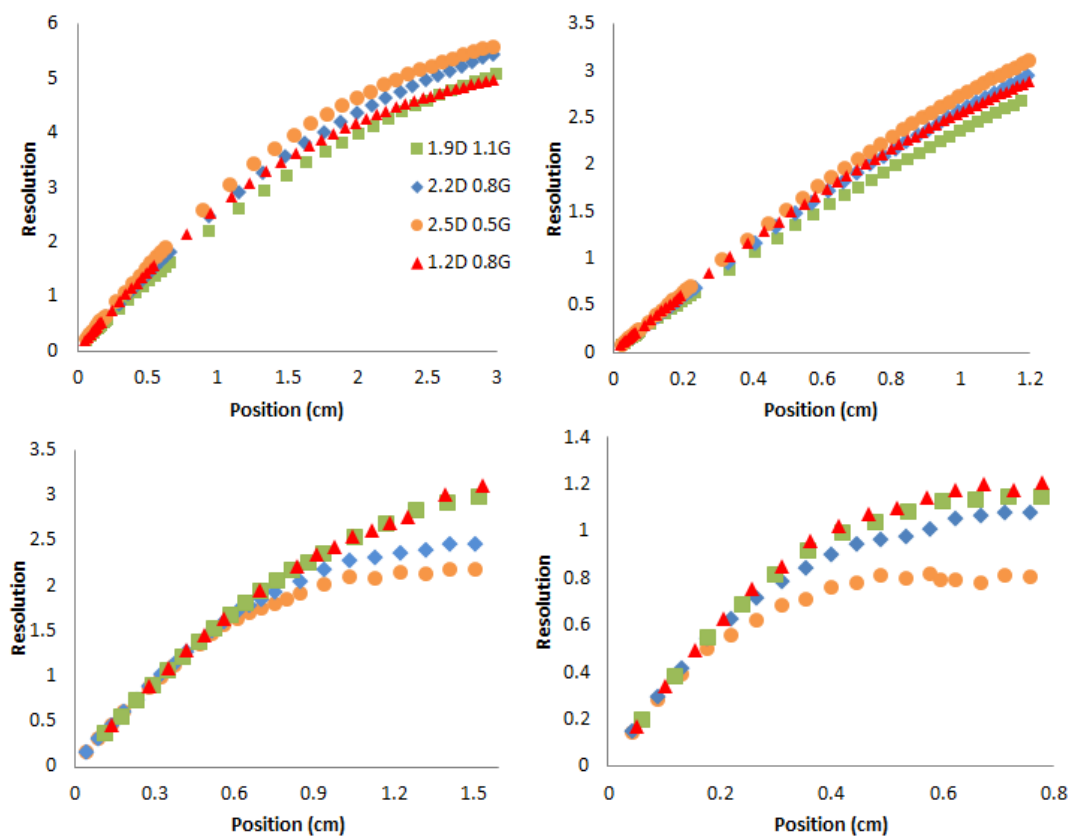 6
5
4
3
2
1
0
Resolution
0 0.5 1 1.5 2 2.5 3
Position (cm)
1.9D 1.1G
2.2D 0.8G
2.5D 0.5G
1.2D 0.8G
3.5
3
2.5
2
1.5
1
0.5
0
Resolution
0 0.2 0.4 0.6 0.8 1 1.2
Position (cm)
3.5
3
2.5
2
1.5
1
0.5
0
Resolution
0 0.3 0.6 0.9 1.2 1.5
Position (cm)
1.4
1.2
1
0.8
0.6
0.4
0.2
0
Resolution
0 0.2 0.4 0.6 0.8
Position (cm)